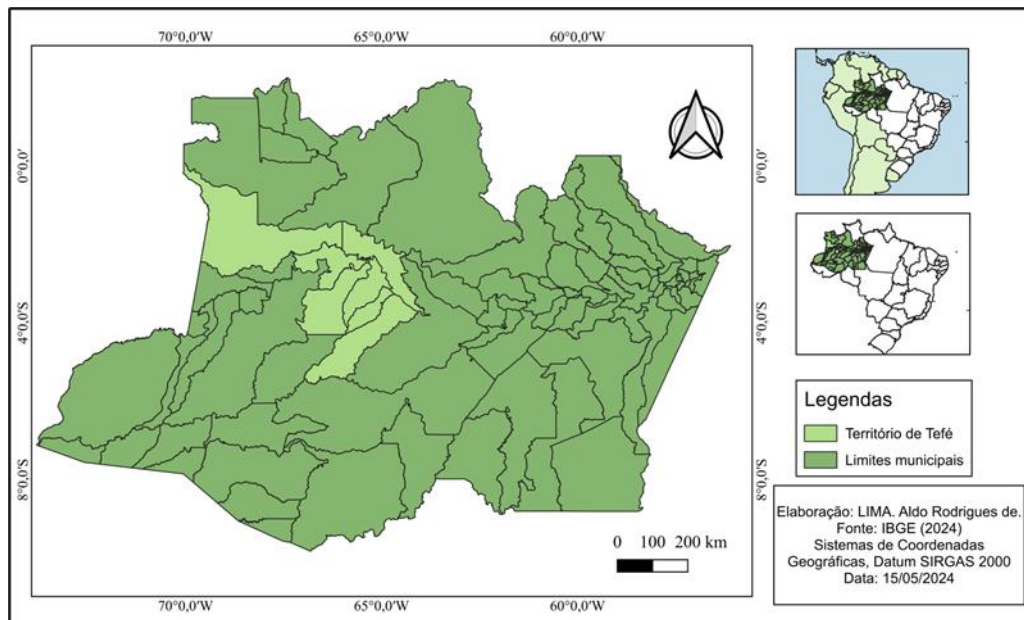 70°0,0'W
65°0,0'W
60°0,0'W
0°0,0'
4°0,0'S
8°0,0'S
0°0,0'
4°0,0'S
8°0,0'S
0 100 200 km
70°0,0'W
65°0,0'W
60°0,0'W
Legendas
Território de Tefé
Limites municipais
Elaboração: LIMA. Aldo Rodrigues de.
Fonte: IBGE (2024)
Sistemas de Coordenadas
Geográficas, Datum SIRGAS 2000
Data: 15/05/2024